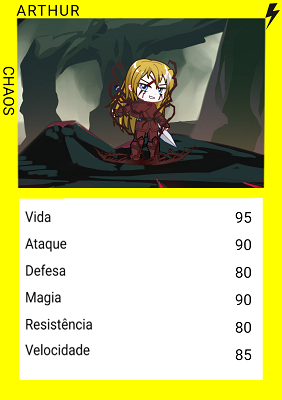 ARTHUR
CHAOS
Vida 95
Ataque 90
Defesa 80
Magia 90
Resistência 80
Velocidade 85